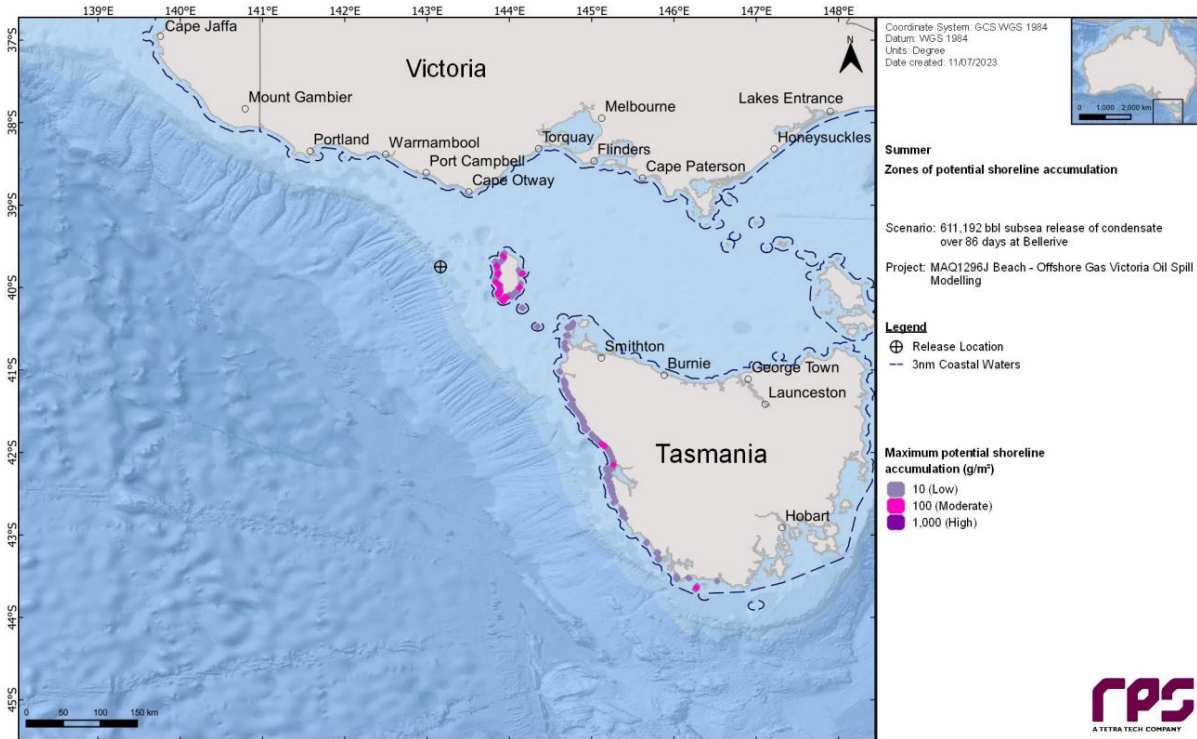 139°E 140°E 141°E 142°E 143°E 144°E 145°E 146°E 147°E 148°E
37°S
38°S
39°S
40°S
41°S
42°S
43°S
44°S
45°S
Cape Jaffa
Victoria
Mount Gambier
Melbourne
Lakes Entrance
Portland
Warrnambool
Torquay
Flinders
Honeysuckles
Port Campbell
Cape Paterson
Cape Otway
Smithton
Burnie
George Town
Launceston
Tasmania
Hobart
0 50 100 150 km
N
Coordinate System: GCS WGS 1984
Datum: WGS 1984
Units: Degree
Date created: 11/07/2023
0 1,000 2,000 km
Summer
Zones of potential shoreline accumulation
Scenario: 611,192 bbl subsea release of condensate
over 86 days at Bellerive
Project: MAQ1296J Beach - Offshore Gas Victoria Oil Spill
Modelling
Legend
Release Location
3nm Coastal Waters
Maximum potential shoreline
accumulation (g/m²)
10 (Low)
100 (Moderate)
1,000 (High)
rps
A TETRA TECH COMPANY